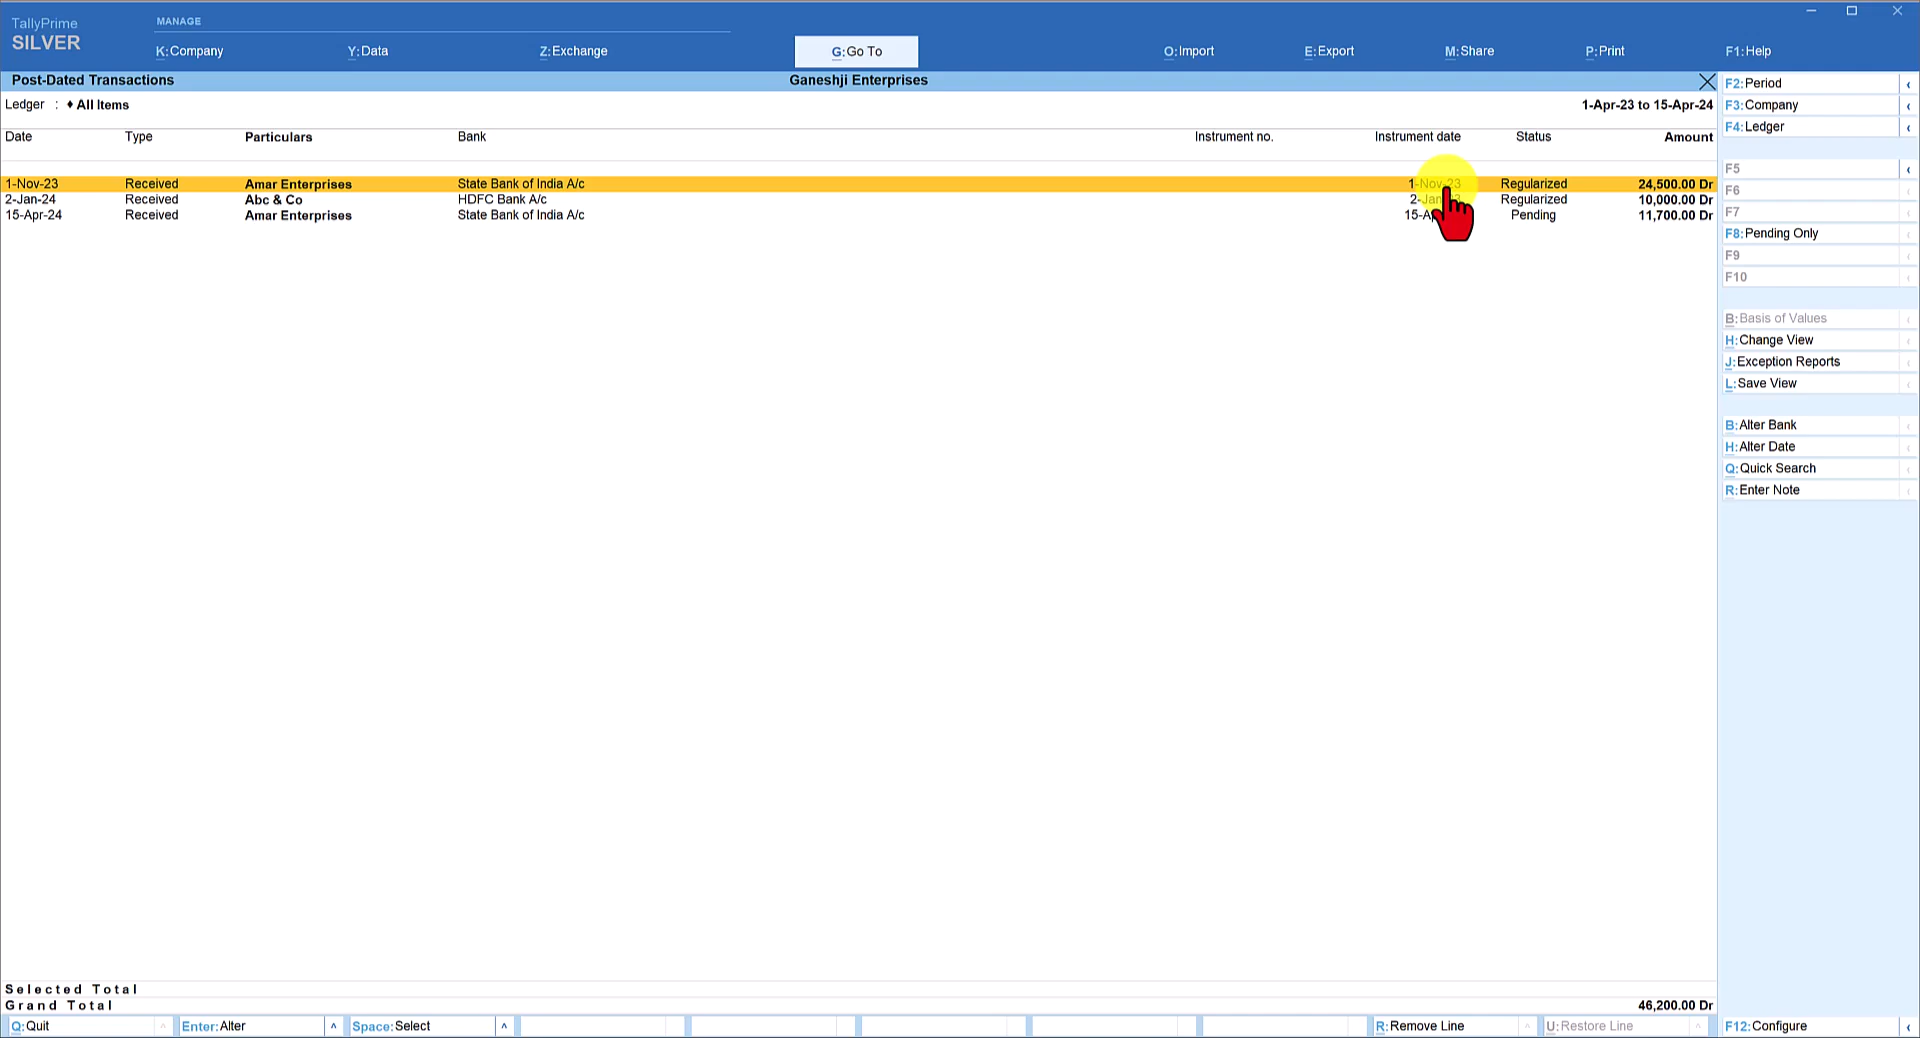 TallyPrime
SILVER
MANAGE
K:Company Y:Data Z:Exchange G:Go To O:Import E:Export M:Share P:Print F1:Help
Post-Dated Transactions Ganeshji Enterprises
Ledger : ♦ All Items 1-Apr-23 to 15-Apr-24
Date Type Particulars Bank Instrument no. Instrument date Status Amount
1-Nov-23 Received Amar Enterprises State Bank of India A/c 1-Nov-23 Regularized 24,500.00 Dr
2-Jan-24 Received Abc & Co HDFC Bank A/c Regularized 10,000.00 Dr
15-Apr-24 Received Amar Enterprises State Bank of India A/c Pending 11,700.00 Dr
Selected Total
Grand Total 46,200.00 Dr
Q:Quit Enter:Alter Space:Select R:Remove Line U:Restore Line
F2:Period
F3:Company
F4:Ledger
F5
F6
F7
F8:Pending Only
F9
F10
B:Basis of Values
H:Change View
J:Exception Reports
L:Save View
B:Alter Bank
H:Alter Date
Q:Quick Search
R:Enter Note
F12:Configure